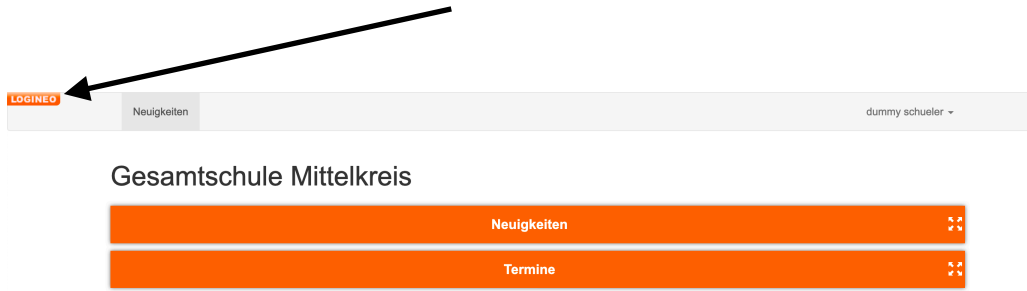 LOGINEO
Neuigkeiten
dummy schueler
Gesamtschule Mittelkreis
Neuigkeiten
Termine